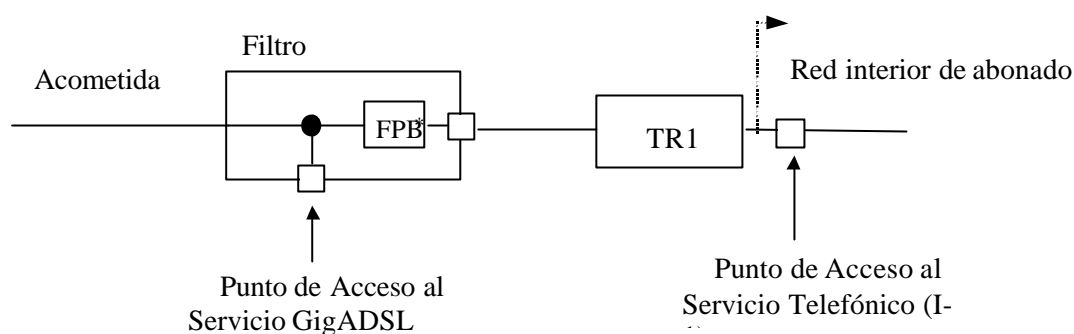 Filtro
Acometida
Red interior de abonado
FPB*
TR1
Punto de Acceso al
Servicio GigADSL
Punto de Acceso al
Servicio Telefónico (I-